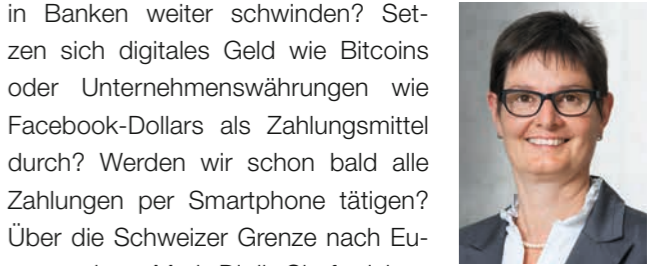 in Banken weiter schwinden? Set-
zen sich digitales Geld wie Bitcoins
oder Unternehmenswährungen wie
Facebook-Dollars als Zahlungsmittel
durch? Werden wir schon bald alle
Zahlungen per Smartphone tätigen?
Über die Schweizer Grenze nach Eu-